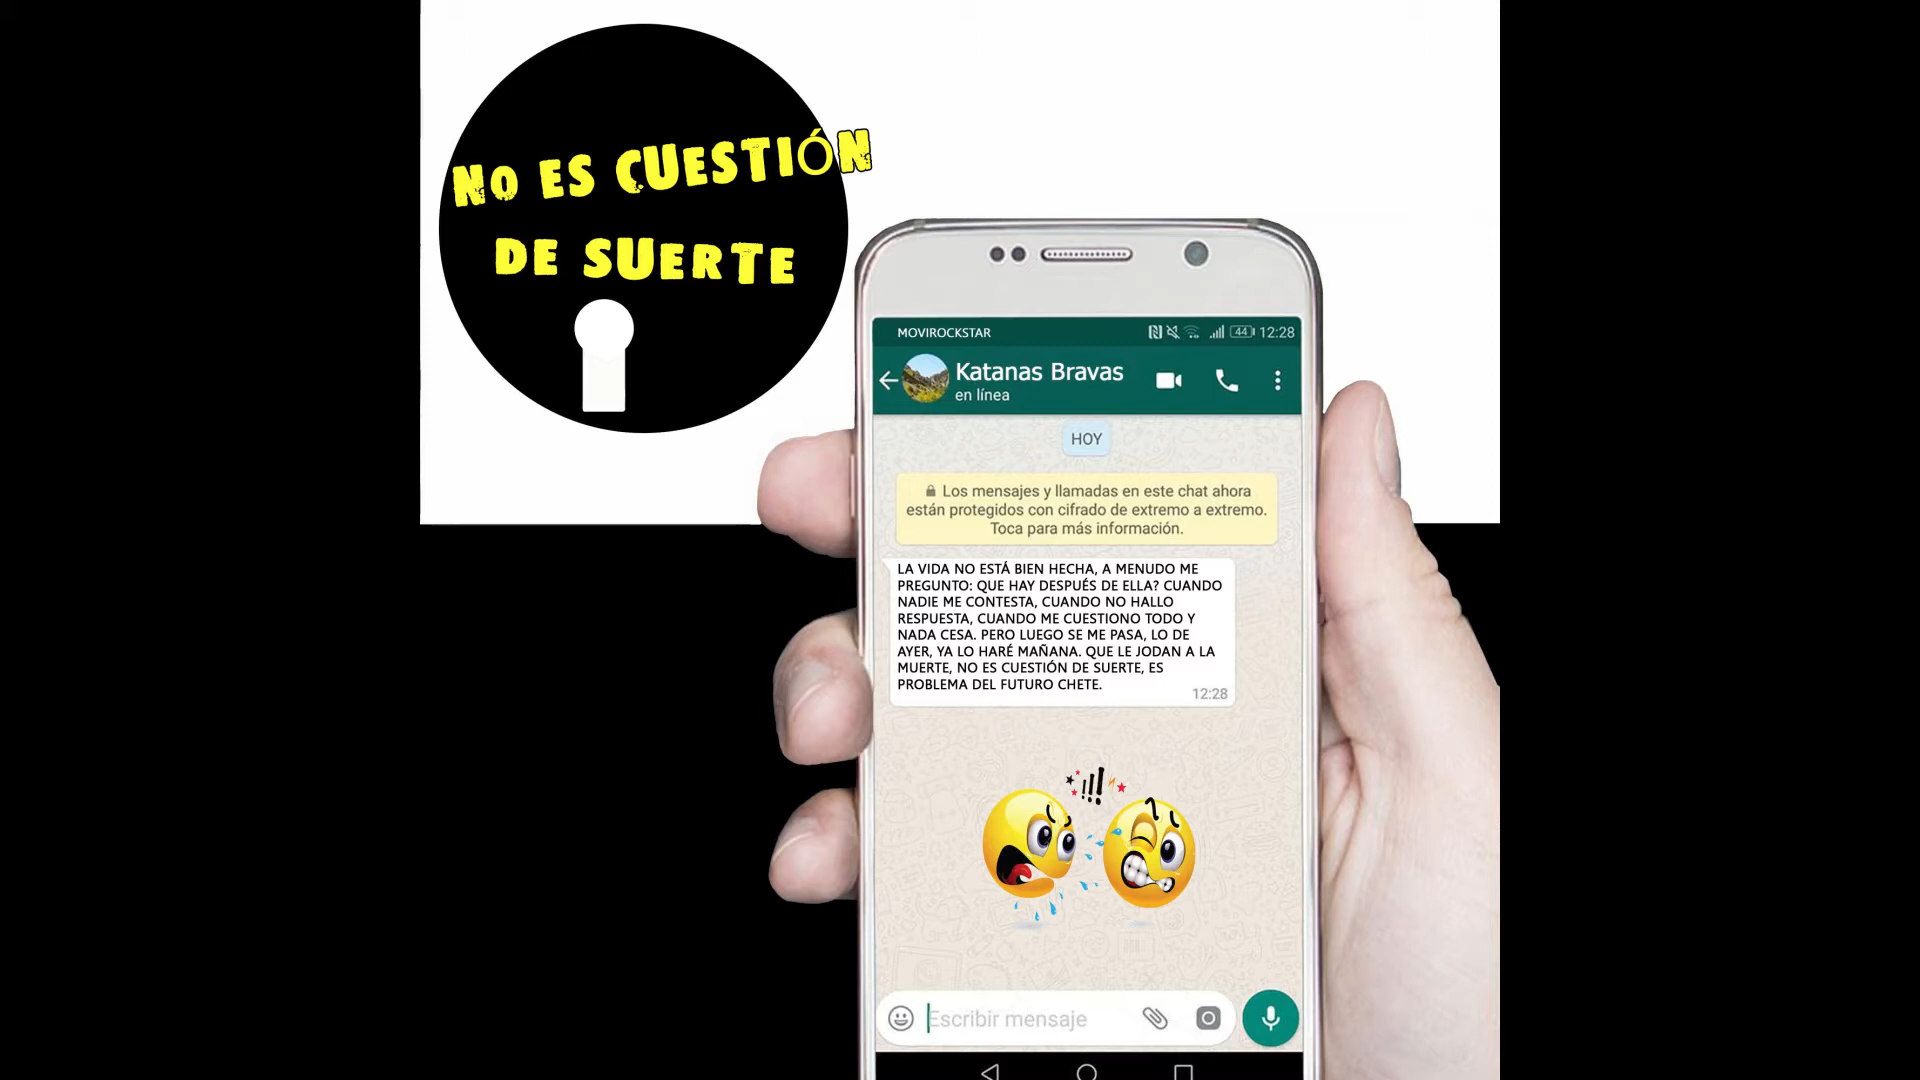 NO ES CUESTIÓN
DE SUERTE
MOVIROCKSTAR
44 12:28
Katanas Bravas
en línea
HOY
Los mensajes y llamadas en este chat ahora
están protegidos con cifrado de extremo a extremo.
Toca para más información.
LA VIDA NO ESTÁ BIEN HECHA, A MENUDO ME
PREGUNTO: QUE HAY DESPUÉS DE ELLA? CUANDO
NADIE ME CONTESTA, CUANDO NO HALLO
RESPUESTA, CUANDO ME CUESTIONO TODO Y
NADA CESA. PERO LUEGO SE ME PASA, LO DE
AYER, YA LO HARÉ MAÑANA. QUE LE JODAN A LA
MUERTE, NO ES CUESTIÓN DE SUERTE, ES
PROBLEMA DEL FUTURO CHETE.
12:28
!!!
Escribir mensaje